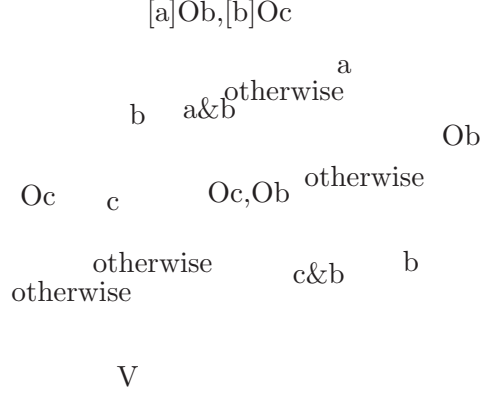 [a]Ob,[b]Oc
a
otherwise
b
a&b
Ob
otherwise
Oc
c
Oc,Ob
otherwise
c&b
b
otherwise
V